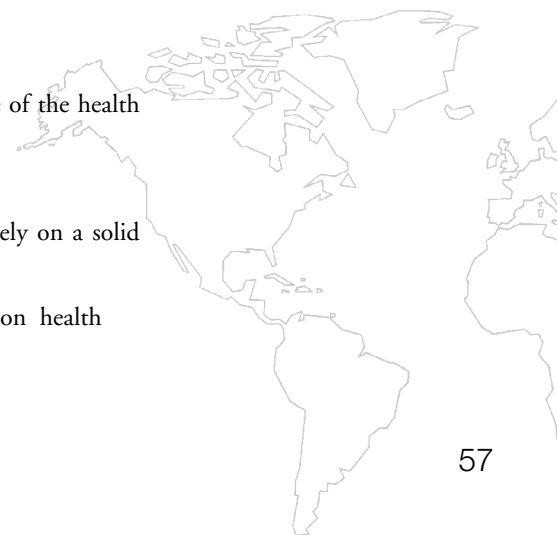 of the health
ely on a solid
on health
57